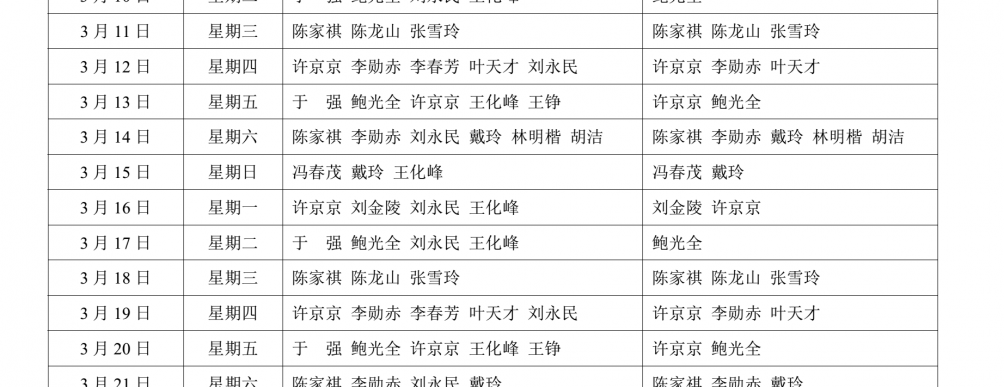 3 月 11 日 星期三 陈家祺 陈龙山 张雪玲 陈家祺 陈龙山 张雪玲
3 月 12 日 星期四 许京京 李勋赤 李春芳 叶天才 刘永民 许京京 李勋赤 叶天才
3 月 13 日 星期五 于　强 鲍光全 许京京 王化峰 王铮 许京京 鲍光全
3 月 14 日 星期六 陈家祺 李勋赤 刘永民 戴玲 林明楷 胡洁 陈家祺 李勋赤 戴玲 林明楷 胡洁
3 月 15 日 星期日 冯春茂 戴玲 王化峰 冯春茂 戴玲
3 月 16 日 星期一 许京京 刘金陵 刘永民 王化峰 刘金陵 许京京
3 月 17 日 星期二 于　强 鲍光全 刘永民 王化峰 鲍光全
3 月 18 日 星期三 陈家祺 陈龙山 张雪玲 陈家祺 陈龙山 张雪玲
3 月 19 日 星期四 许京京 李勋赤 李春芳 叶天才 刘永民 许京京 李勋赤 叶天才
3 月 20 日 星期五 于　强 鲍光全 许京京 王化峰 王铮 许京京 鲍光全
3 月 21 日 星期六 陈家祺 李勋赤 刘永民 戴玲 陈家祺 李勋赤 戴玲